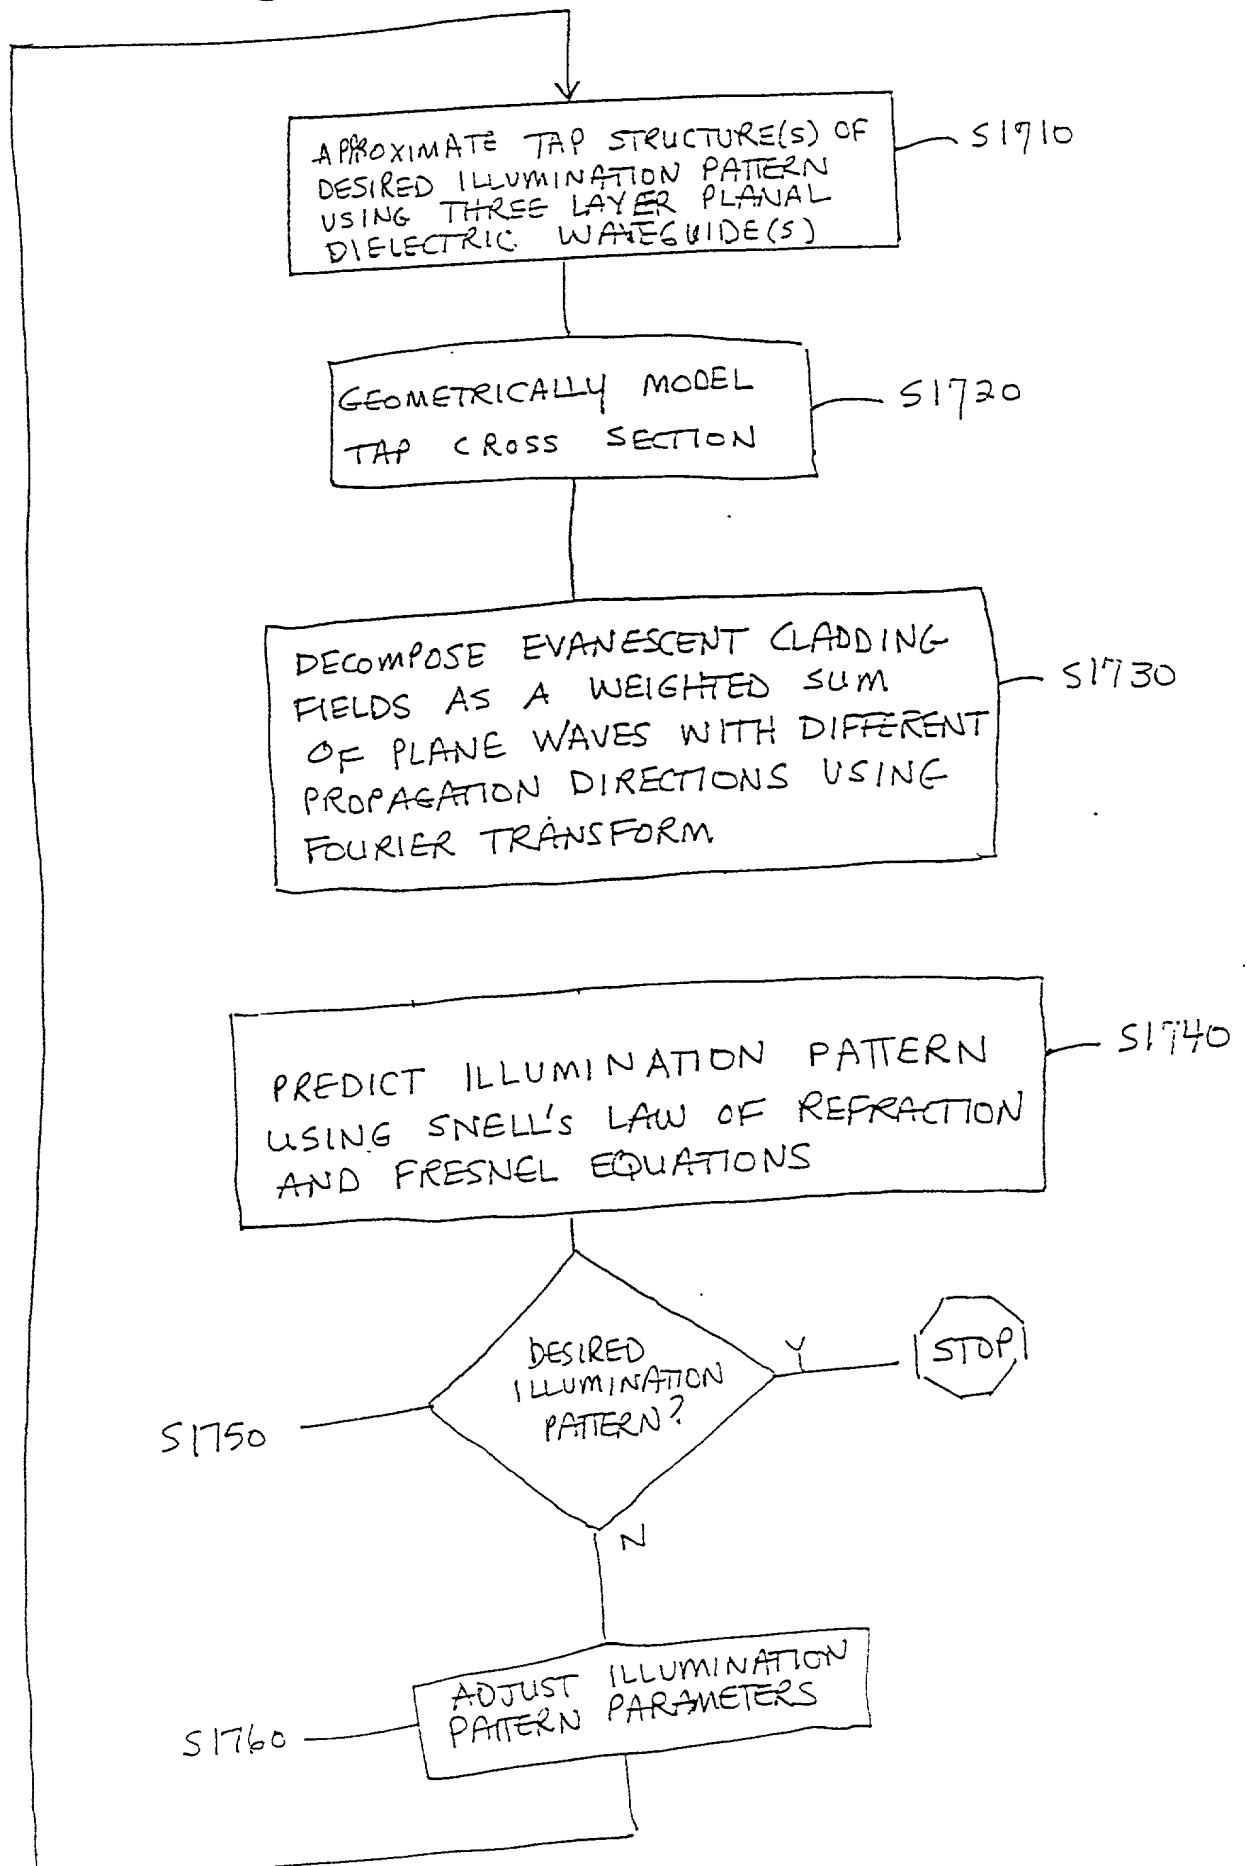 APPROXIMATE TAP STRUCTURE(S) OF
DESIRED ILLUMINATION PATTERN
USING THREE LAYER PLANAL
DIELECTRIC WAVEGUIDE(S)
S1710
GEOMETRICALLY MODEL
TAP CROSS SECTION
S1720
DECOMPOSE EVANESCENT CLADDING
FIELDS AS A WEIGHTED SUM
OF PLANE WAVES WITH DIFFERENT
PROPAGATION DIRECTIONS USING
FOURIER TRANSFORM
S1730
PREDICT ILLUMINATION PATTERN
USING SNELL'S LAW OF REFRACTION
AND FRESNEL EQUATIONS
S1740
DESIRED
ILLUMINATION
PATTERN?
Y
STOP
S1750
N
ADJUST ILLUMINATION
PATTERN PARAMETERS
S1760